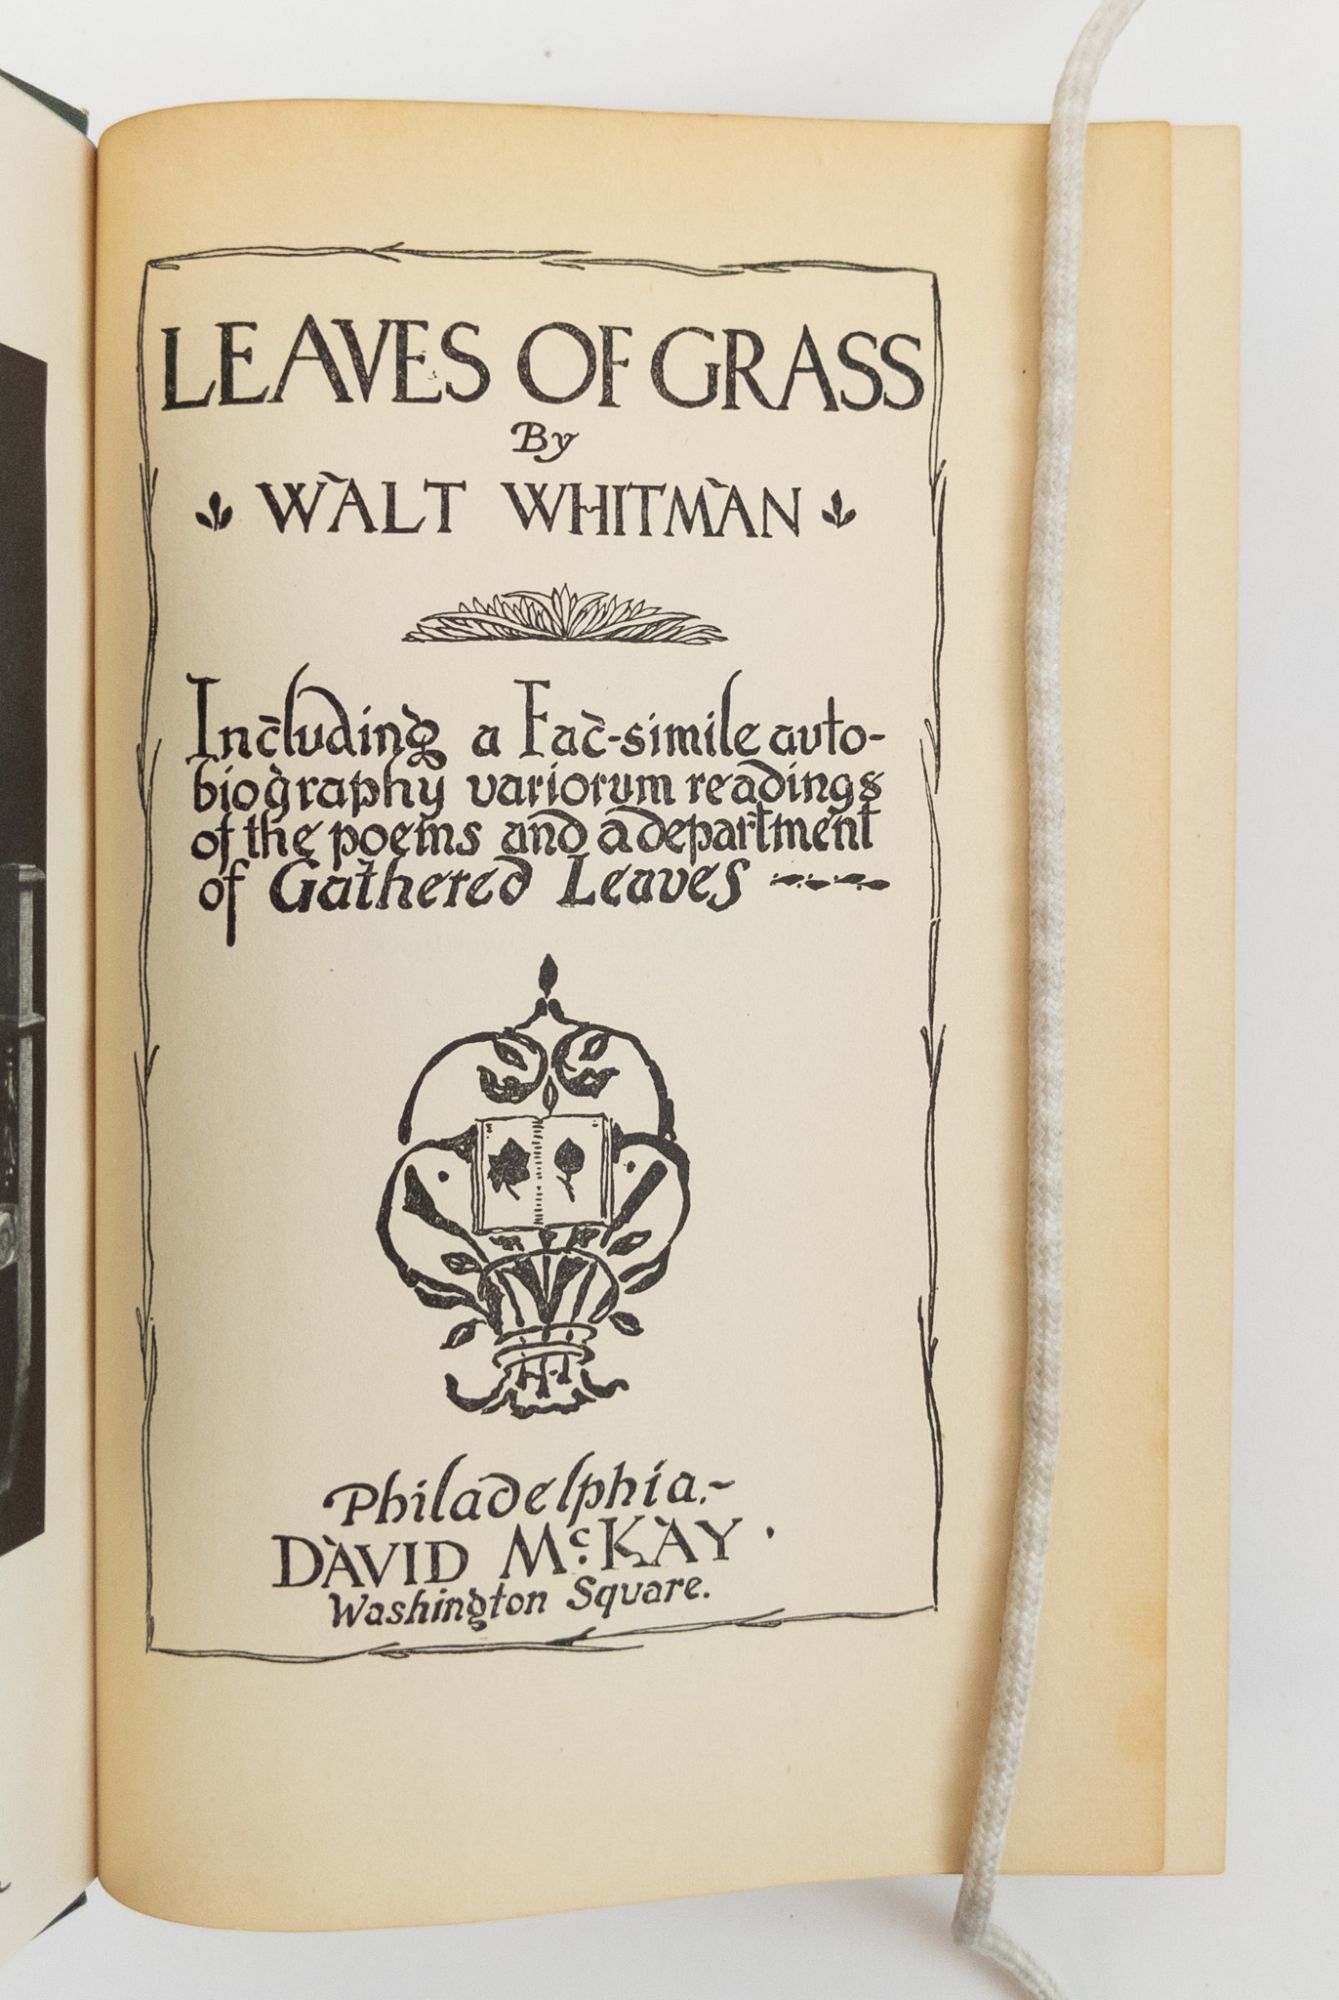 LEAVES OF GRASS
By
WALT WHITMAN
Including a Fac-simile auto-
biography variorum readings
of the poems and a department
of Gathered Leaves
Philadelphia.~
DAVID McKAY
Washington Square.